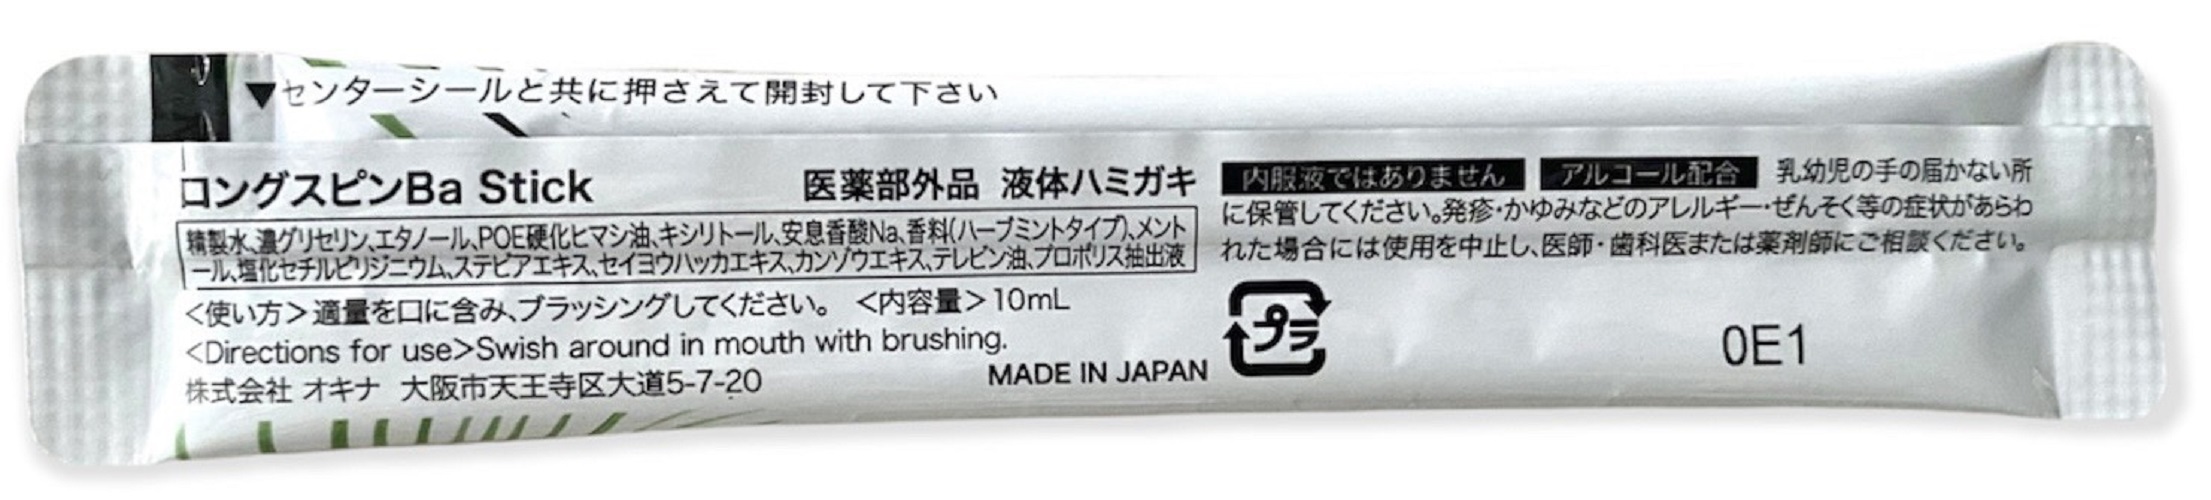 ▼センターシールと共に押さえて開封して下さい
ロングスピンBa Stick 医薬部外品 液体ハミガキ
精製水、濃グリセリン、エタノール、POE硬化ヒマシ油、キシリトール、安息香酸Na、香料(ハーブミントタイプ)、メント
ール、塩化セチルピリジニウム、ステビアエキス、セイヨウハッカエキス、カンゾウエキス、テレビン油、プロポリス抽出液
<使い方>適量を口に含み、ブラッシングしてください。 <内容量>10mL
<Directions for use>Swish around in mouth with brushing.
株式会社 オキナ 大阪市天王寺区大道5-7-20
MADE IN JAPAN
内服液ではありません アルコール配合 乳幼児の手の届かない所
に保管してください。発疹・かゆみなどのアレルギー・ぜんそく等の症状があらわ
れた場合には使用を中止し、医師・歯科医または薬剤師にご相談ください。
プラ
0E1